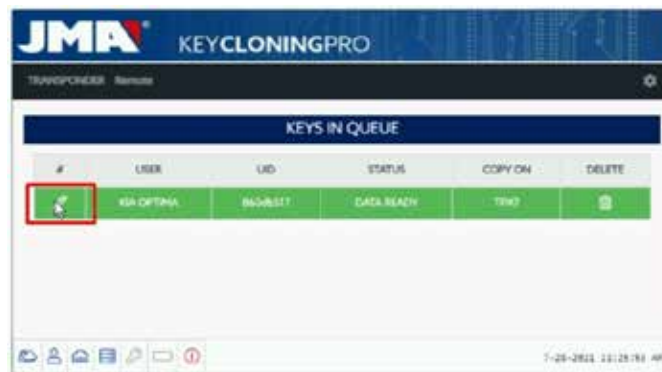 JMA KEYCLONINGPRO
TRANSPONDER Remote
KEYS IN QUEUE
# USER UID STATUS COPY ON DELETE
KIA OPTIMA DATA READY